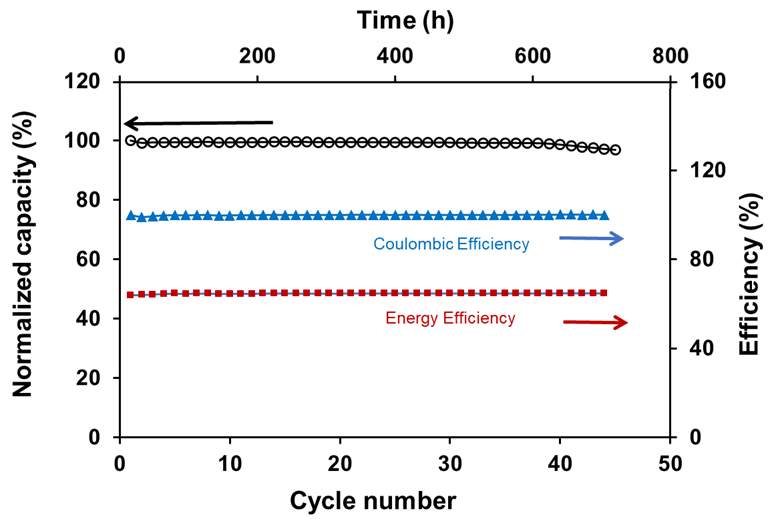 Time (h)
0 200 400 600 800
120 160
100
120
80
Coulombic Efficiency
60 80
Energy Efficiency
40
40
20
0 0
0 10 20 30 40 50
Cycle number
Normalized capacity (%)
Efficiency (%)